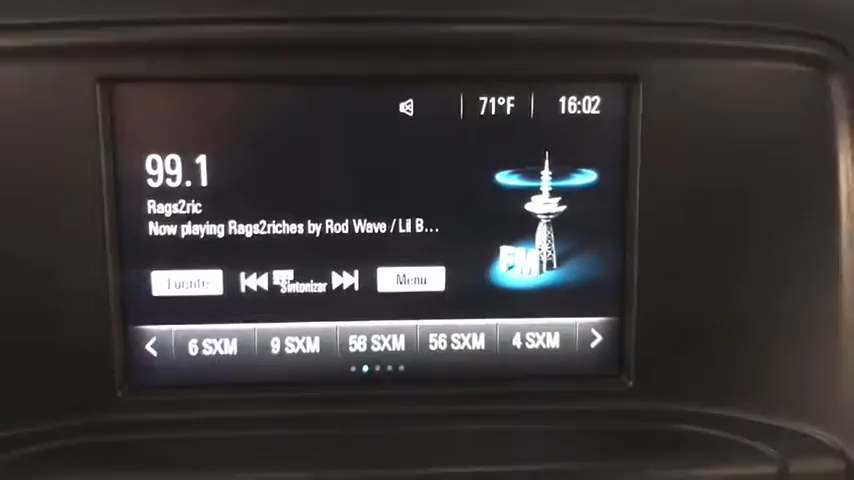 71°F 16:02
99.1
Rags2ric
Now playing Rags2riches by Rod Wave / Lil B...
FM
Fuente Sintonizar Menu
6 SXM 9 SXM 56 SXM 56 SXM 4 SXM